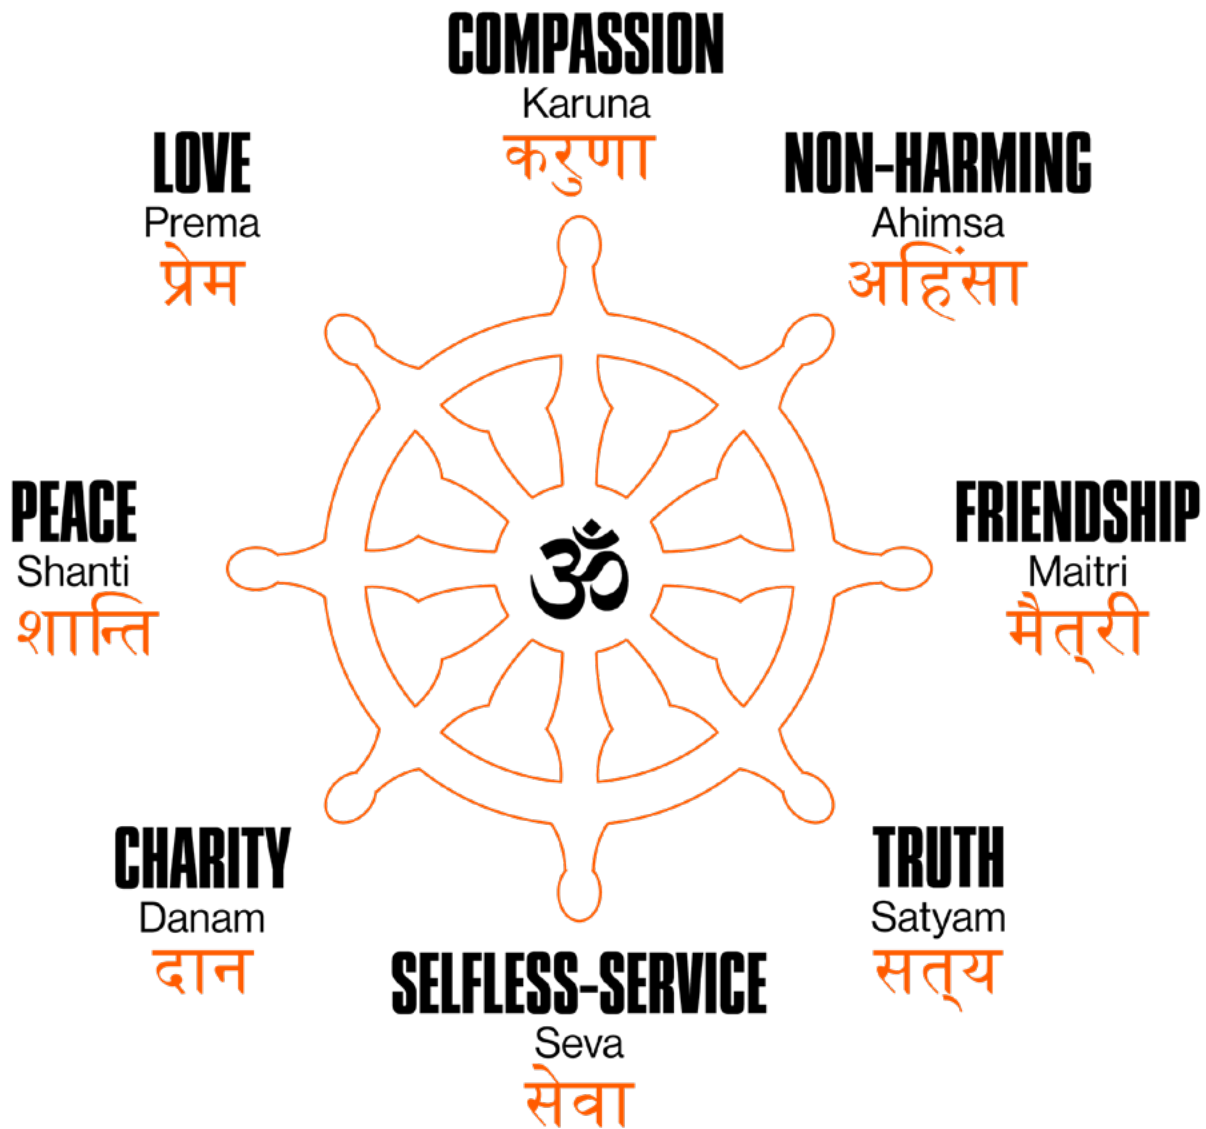 COMPASSION
Karuna
करुणा
LOVE
Prema
प्रेम
NON-HARMING
Ahimsa
अहिंसा
PEACE
Shanti
शान्ति
ॐ
FRIENDSHIP
Maitri
मैत्‌री
CHARITY
Danam
दान
TRUTH
Satyam
सत्‌य
SELFLESS-SERVICE
Seva
सेवा